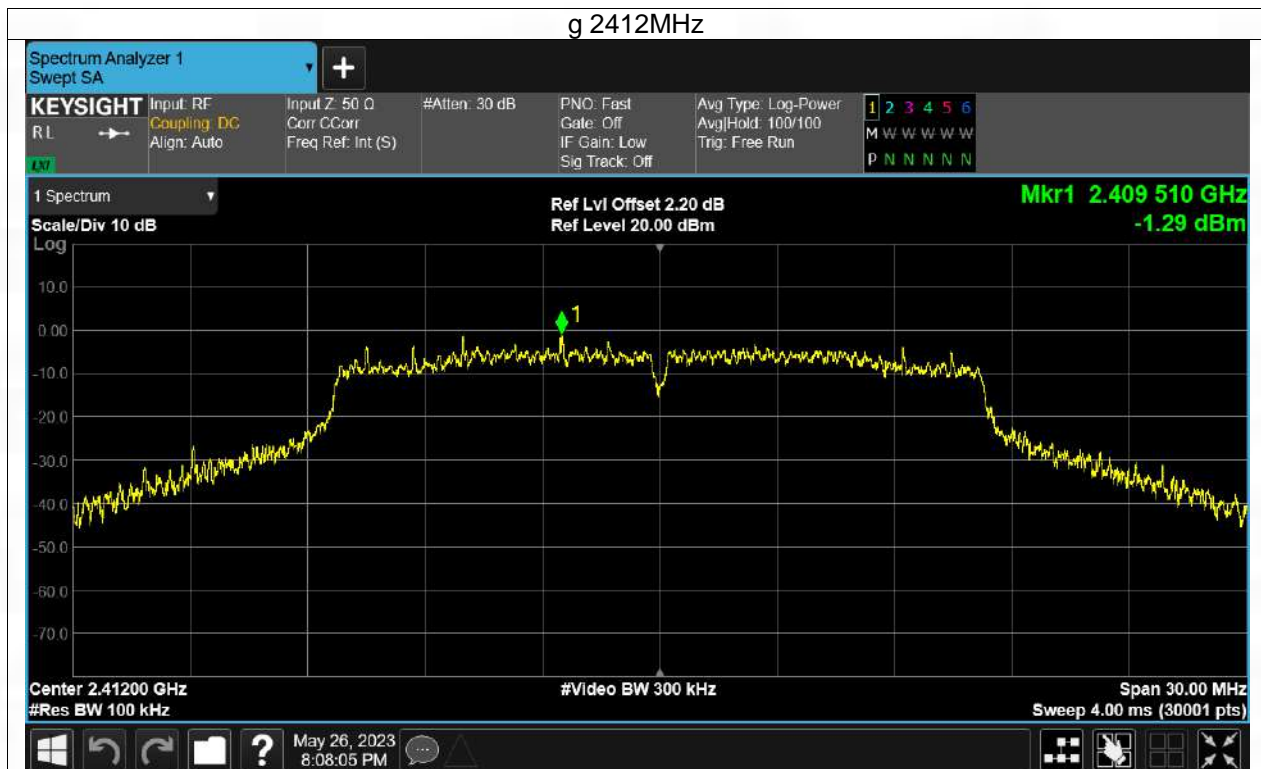 g 2412MHz
Spectrum Analyzer 1
Swept SA
+
KEYSIGHT
RL
LXI
Input: RF
Coupling: DC
Align: Auto
Input Z: 50 Ω
Corr CCorr
Freq Ref: Int (S)
#Atten: 30 dB
PNO: Fast
Gate: Off
IF Gain: Low
Sig Track: Off
Avg Type: Log-Power
Avg|Hold: 100/100
Trig: Free Run
1 2 3 4 5 6
M W W W W W
P N N N N N
1 Spectrum
Scale/Div 10 dB
Ref Lvl Offset 2.20 dB
Ref Level 20.00 dBm
Mkr1 2.409 510 GHz
-1.29 dBm
Log
10.0
0.00
-10.0
-20.0
-30.0
-40.0
-50.0
-60.0
-70.0
1
Center 2.41200 GHz
#Res BW 100 kHz
#Video BW 300 kHz
Span 30.00 MHz
Sweep 4.00 ms (30001 pts)
?
May 26, 2023
8:08:05 PM